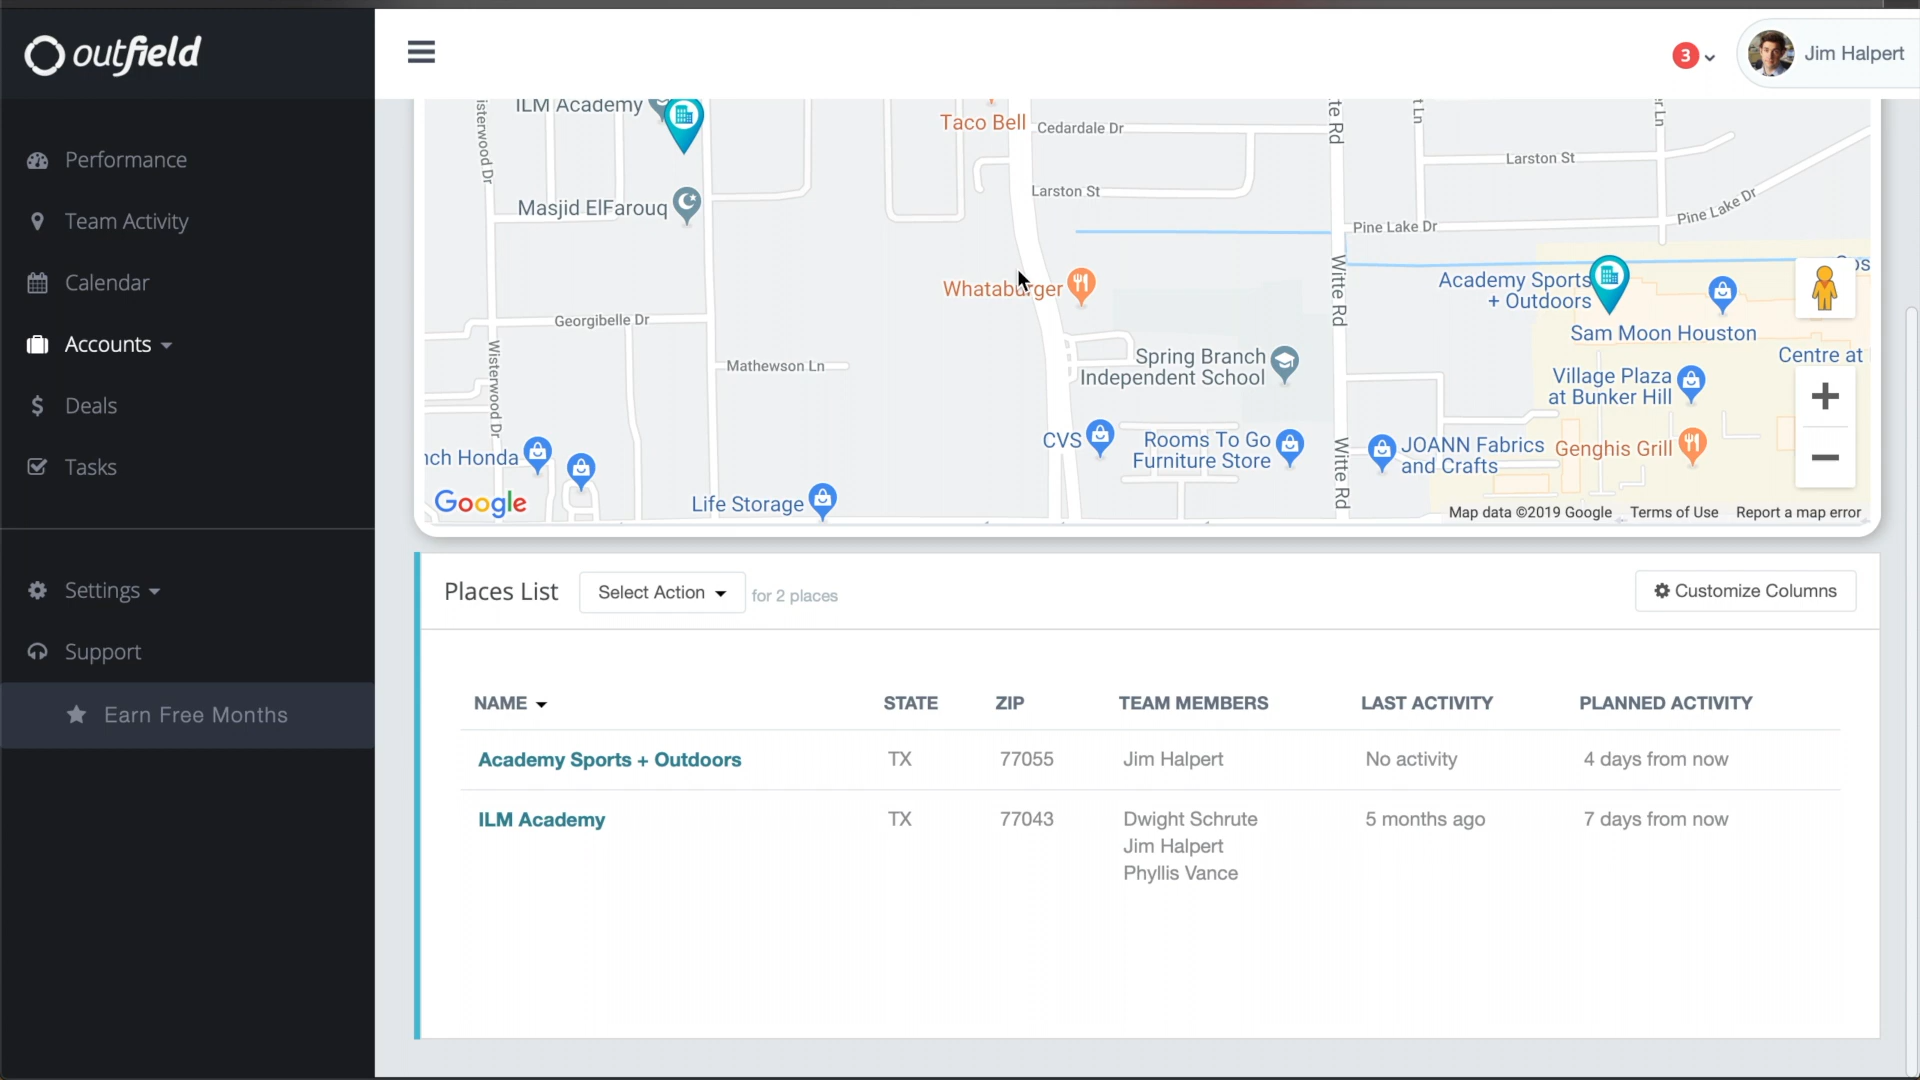 outfield
3
Jim Halpert
Performance
Team Activity
Calendar
Accounts
Deals
Tasks
Settings
Support
Earn Free Months
ILM Academy
Taco Bell
Cedardale Dr
Larston St
Larston St
Pine Lake Dr
Pine Lake Dr
Masjid ElFarouq
Whataburger
Witte Rd
Academy Sports
+ Outdoors
Sam Moon Houston
Centre at
Georgibelle Dr
Wisterwood Dr
Mathewson Ln
Spring Branch
Independent School
Village Plaza
at Bunker Hill
CVS
Rooms To Go
Furniture Store
Witte Rd
JOANN Fabrics
and Crafts
Genghis Grill
nch Honda
Life Storage
Google
Map data ©2019 Google
Terms of Use
Report a map error
Places List
Select Action
for 2 places
Customize Columns
NAME STATE ZIP TEAM MEMBERS LAST ACTIVITY PLANNED ACTIVITY
Academy Sports + Outdoors TX 77055 Jim Halpert No activity 4 days from now
ILM Academy TX 77043 Dwight Schrute 5 months ago 7 days from now
Jim Halpert
Phyllis Vance